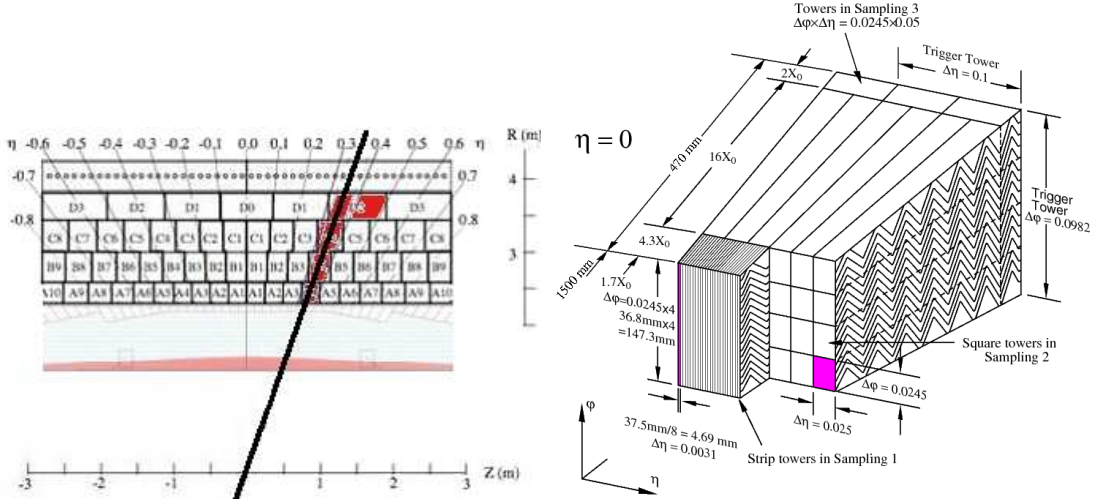 η -0.6 -0.5 -0.4 -0.3 -0.2 -0.1 0.0 0.1 0.2 0.3 0.4 0.5 0.6 η
R (m)
-0.7 0.7
4
D3 D2 D1 D0 D1 D3
-0.8 0.8
C8 C7 C6 C5 C4 C3 C2 C1 C1 C2 C3 C5 C6 C7 C8
3
B9 B8 B7 B6 B5 B4 B3 B2 B1 B1 B2 B3 B5 B6 B7 B8 B9
A10 A9 A8 A7 A6 A5 A4 A3 A2 A1 A1 A2 A3 A5 A6 A7 A8 A9 A10
2
-3 -2 -1 0 1 2 3
Z (m)
Towers in Sampling 3
Δφ×Δη = 0.0245×0.05
Trigger Tower
Δη = 0.1
2X0
η = 0
470 mm
16X0
Trigger
Tower
Δφ = 0.0982
4.3X0
1500 mm
1.7X0
Δφ=0.0245x4
36.8mmx4
=147.3mm
Square towers in
Sampling 2
Δφ = 0.0245
φ
Δη = 0.025
37.5mm/8 = 4.69 mm
Δη = 0.0031
Strip towers in Sampling 1
η